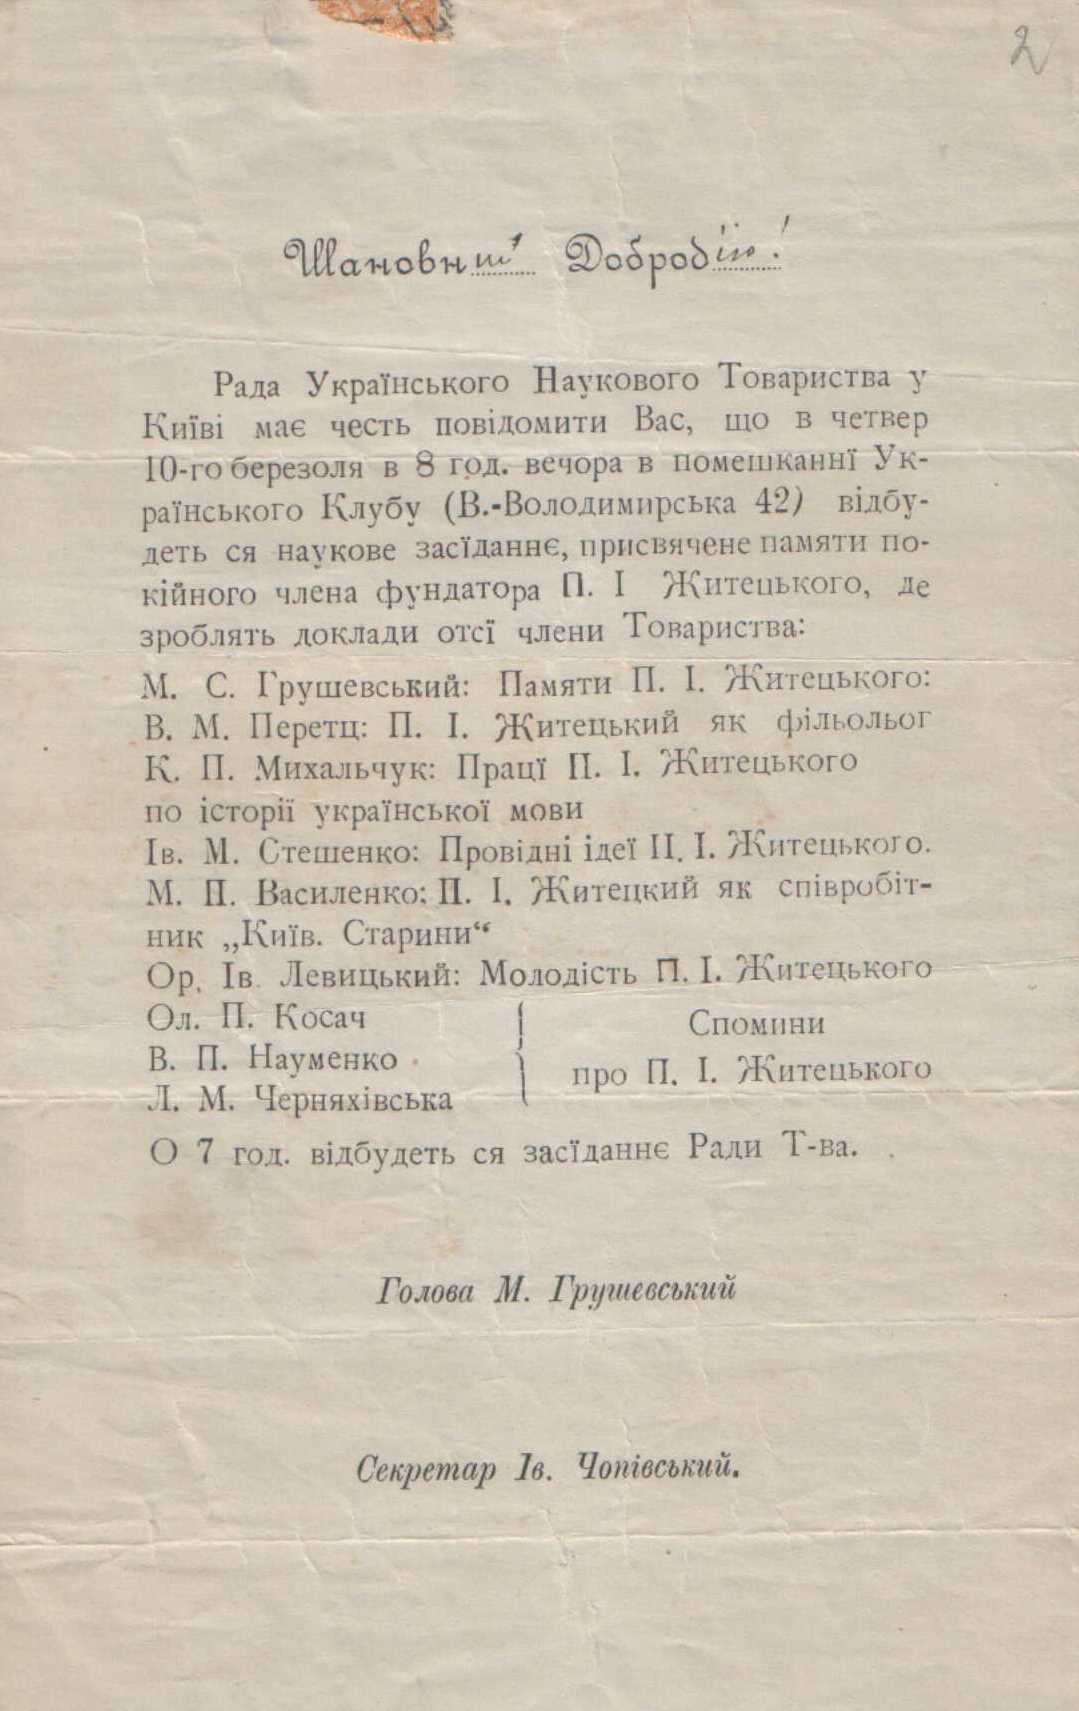 2
Шановний Добродію!
Рада Українського Наукового Товариства у
Київі має честь повідомити Вас, що в четвер
10-го березоля в 8 год. вечора в помешканнї Ук-
раїнського Клубу (В.-Володимирська 42) відбу-
деть ся наукове засїданнє, присвячене памяти по-
кійного члена фундатора П. І Житецького, де
зроблять доклади отсї члени Товариства:
М. С. Грушевський: Памяти П. І. Житецького:
В. М. Перетц: П. І. Житецький як фільольог
К. П. Михальчук: Працї П. І. Житецького
по історії української мови
Ів. М. Стешенко: Провідні ідеї П. І. Житецького.
М. П. Василенко: П. І. Житецкий як співробіт-
ник „Київ. Старини“
Ор. Ів. Левицький: Молодість П. І. Житецького
Ол. П. Косач Спомини
В. П. Науменко про П. І. Житецького
Л. М. Черняхівська
О 7 год. відбудеть ся засїданнє Ради Т-ва.
Голова М. Грушевський
Секретар Ів. Чопівський.